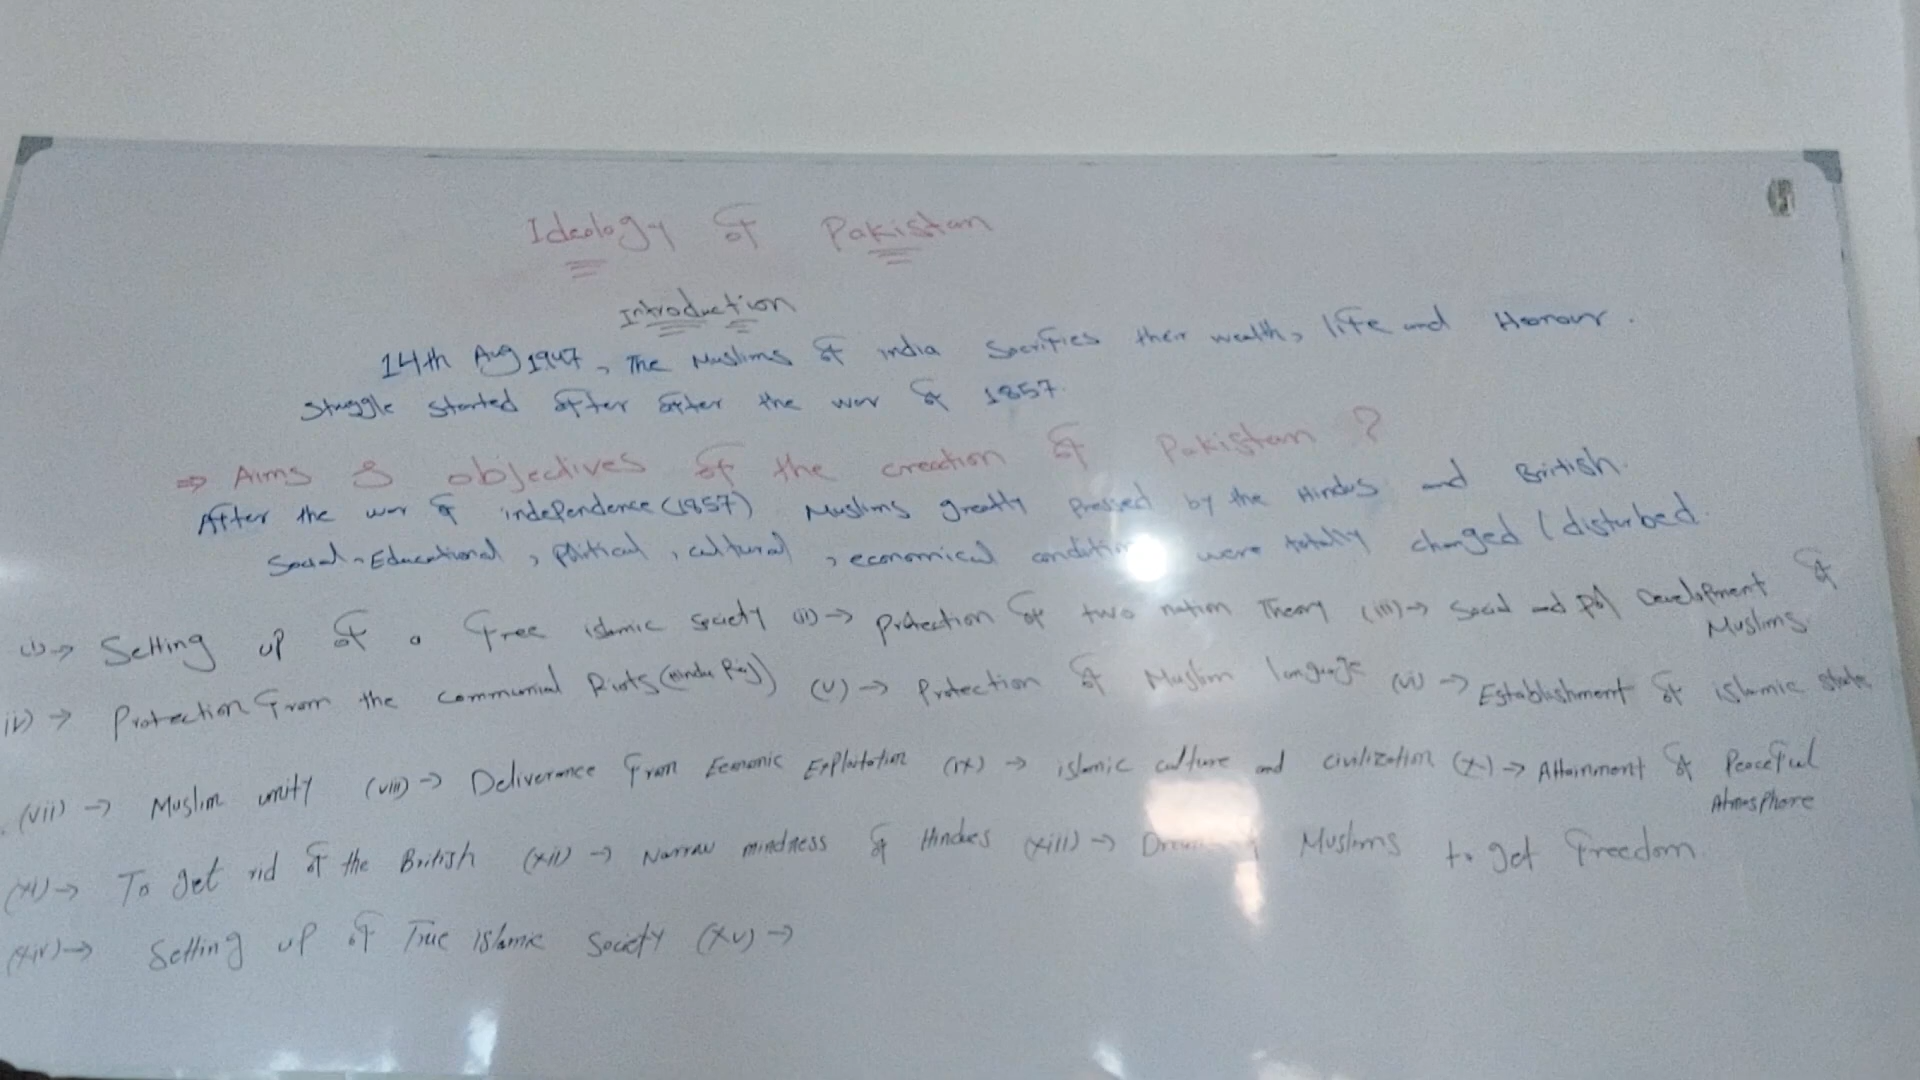 Ideology of Pakistan
Introduction
14th Aug 1947, The Muslims of india Sacrifies their wealth, life and Honour.
Struggle started after after the war of 1857.
⇒ Aims & objectives of the creation of Pakistan ?
After the war of independence (1857) Muslims greatly Pressed by the Hindus and British.
Social, Educational, Political, cultural, economical were totally changed / disturbed.
(i)→ Setting up of a free islamic society (ii)→ Protection of two nation Theory (iii)→ Social and Pol Development of Muslims.
iv)→ Protection from the communal Riots (Hindu Raj) (v)→ Protection of Muslim language (vi)→ Establishment of islamic state
(vii)→ Muslim unity (viii)→ Deliverance from Economic Exploitation (ix)→ islamic culture and civilization (x)→ Attainment of Peaceful Atmosphere
(xi)→ To get rid of the British (xii)→ Narrow mindness of Hindues (xiii)→ Muslims to get freedom.
(xiv)→ Setting up of True islamic Society (xv)→